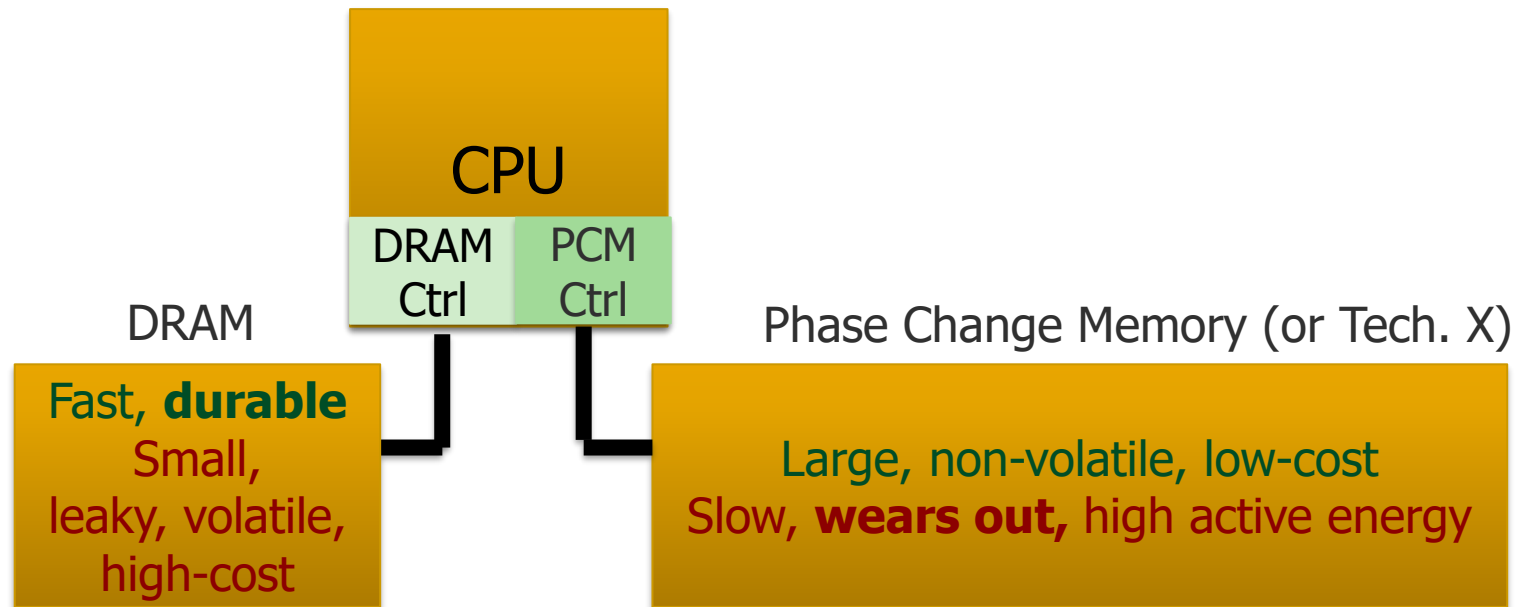 CPU
DRAM
Ctrl
PCM
Ctrl
DRAM
Fast, durable
Small,
leaky, volatile,
high-cost
Phase Change Memory (or Tech. X)
Large, non-volatile, low-cost
Slow, wears out, high active energy